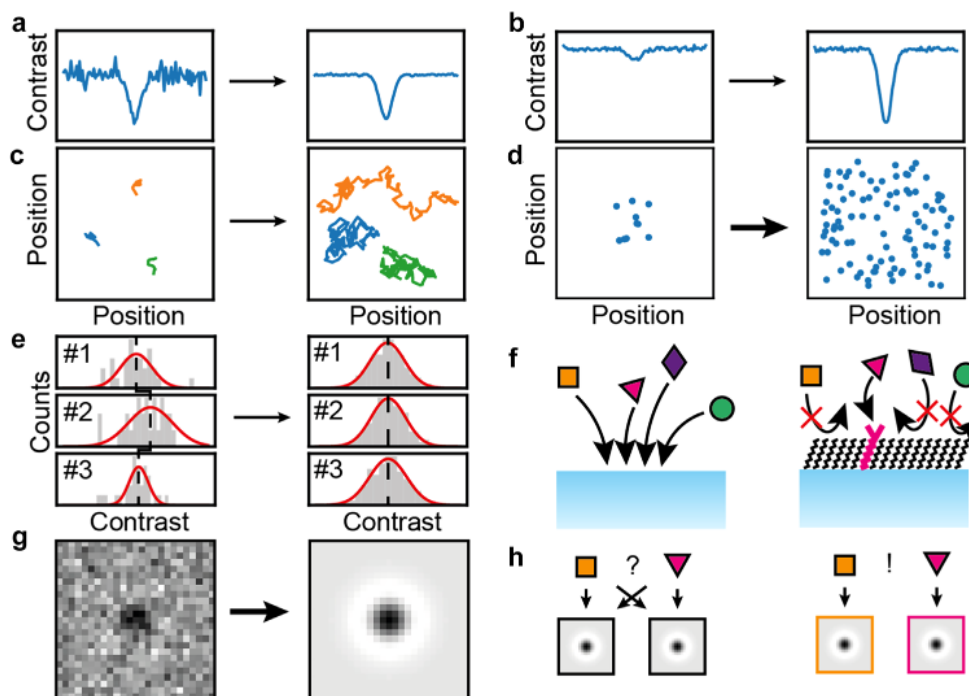 a
Contrast
b
Contrast
c
Position
Position
Position
d
Position
Position
Position
e
Counts
#1
#2
#3
#1
#2
#3
Contrast
Contrast
f
g
h
?
!